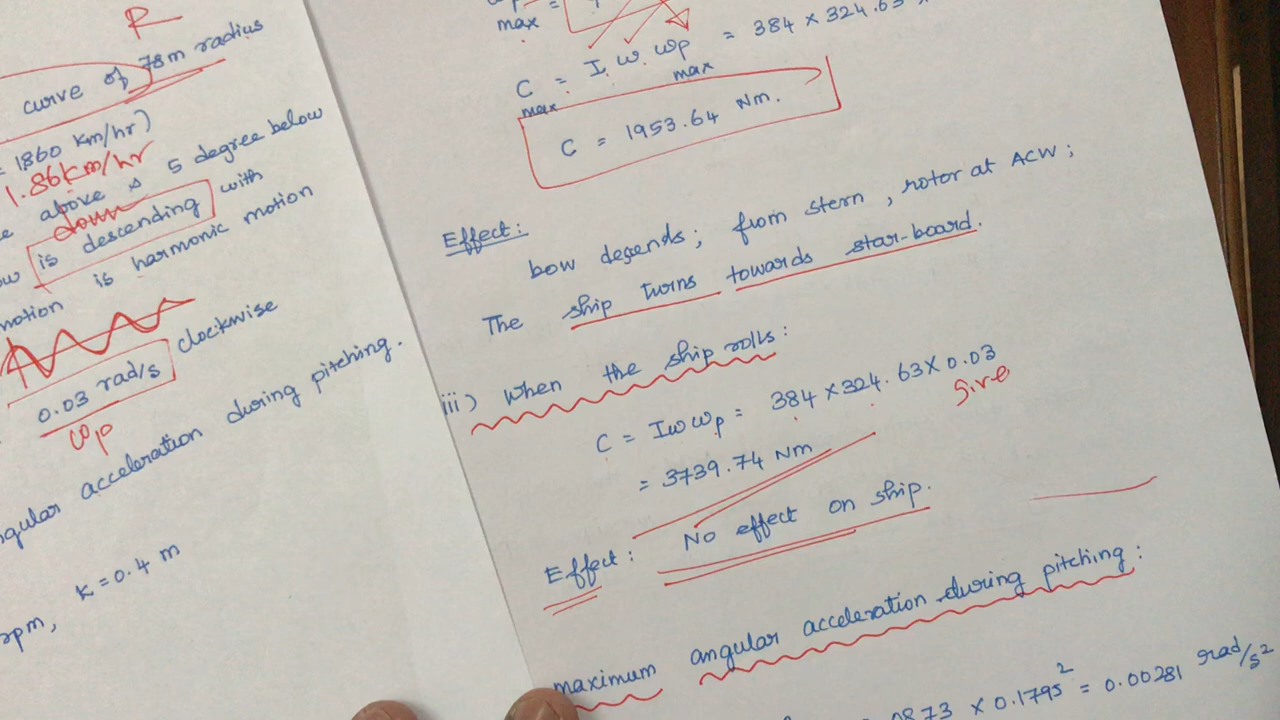 R
curve of 78m radius
= 1860 km/hr)
1.86km/hr
above & 5 degree below
down
is descending with
motion is harmonic motion
0.03 rad/s clockwise
ωp
angular acceleration during pitching.
rpm, K = 0.4 m
max =
C max = I. ω. ωp max = 384 × 324.63 ×
C = 1953.64 Nm.
Effect:
bow degends; from stern, rotor at ACW;
The ship turns towards star-board.
iii) when the ship rolls:
C = Iω ωp = 384 × 324.63 × 0.03
= 3739.74 Nm
Effect: No effect on ship.
maximum angular acceleration during pitching:
0873 × 0.1795² = 0.00281 rad/s²